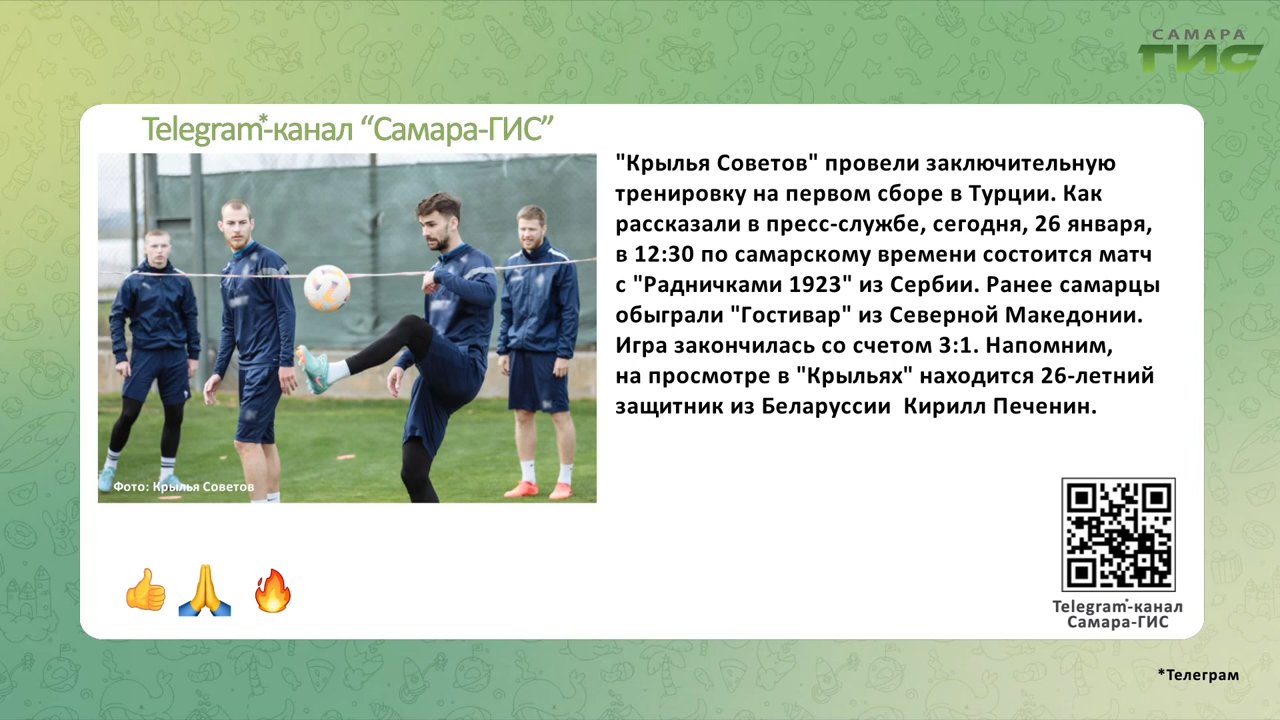 САМАРА
ГИС
Telegram*-канал “Самара-ГИС”
"Крылья Советов" провели заключительную
тренировку на первом сборе в Турции. Как
рассказали в пресс-службе, сегодня, 26 января,
в 12:30 по самарскому времени состоится матч
с "Радничками 1923" из Сербии. Ранее самарцы
обыграли "Гостивар" из Северной Македонии.
Игра закончилась со счетом 3:1. Напомним,
на просмотре в "Крыльях" находится 26-летний
защитник из Беларуссии  Кирилл Печенин.
Фото: Крылья Советов
Telegram*-канал
Самара-ГИС
*Телеграм